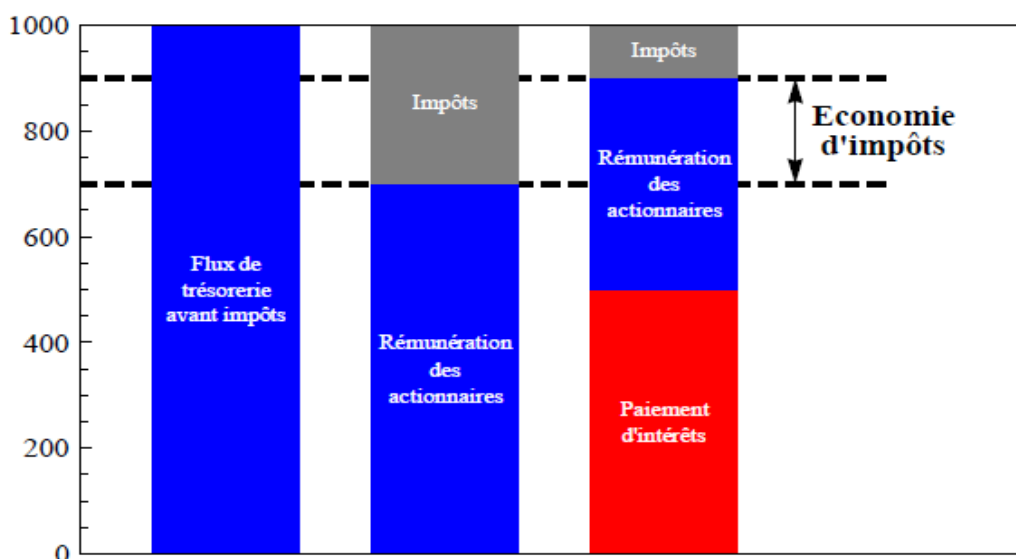 1000
800
600
400
200
0
Flux de
trésorerie
avant impôts
Impôts
Rémunération
des
actionnaires
Impôts
Rémunération
des
actionnaires
Paiement
d'intérêts
Economie
d'impôts